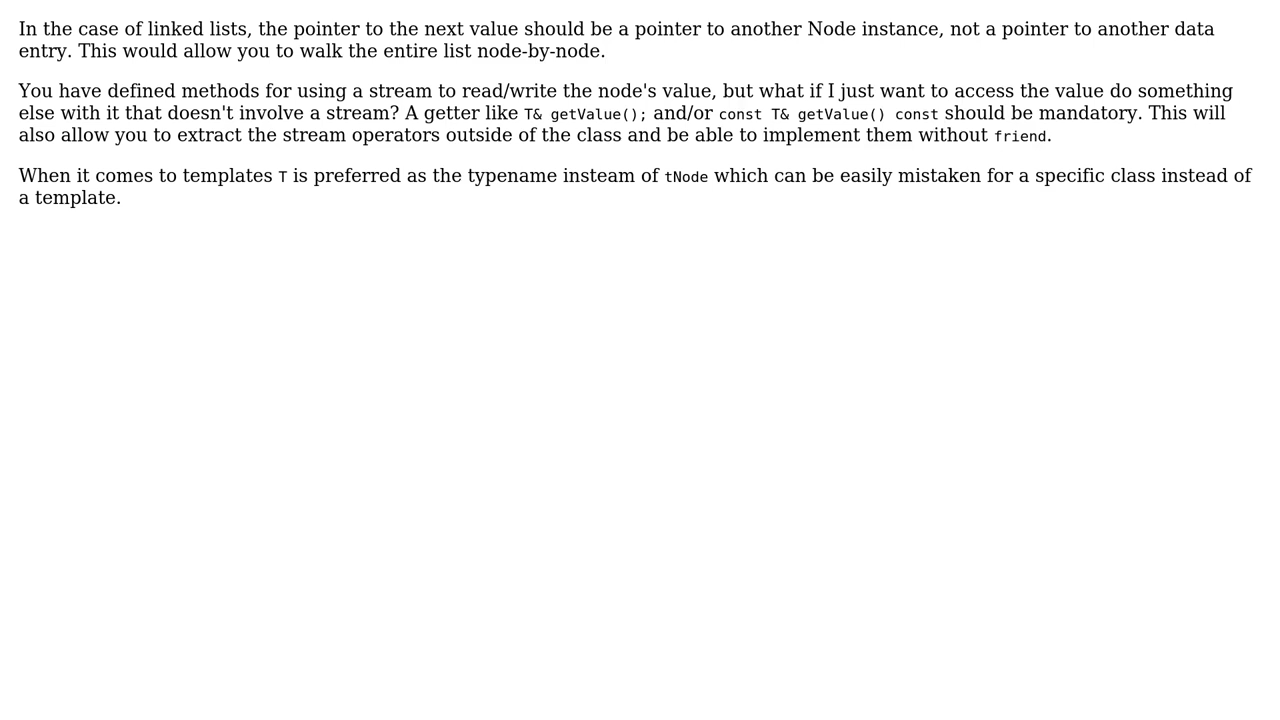 In the case of linked lists, the pointer to the next value should be a pointer to another Node instance, not a pointer to another data
entry. This would allow you to walk the entire list node-by-node.
You have defined methods for using a stream to read/write the node's value, but what if I just want to access the value do something
else with it that doesn't involve a stream? A getter like T& getValue(); and/or const T& getValue() const should be mandatory. This will
also allow you to extract the stream operators outside of the class and be able to implement them without friend.
When it comes to templates T is preferred as the typename insteam of tNode which can be easily mistaken for a specific class instead of
a template.